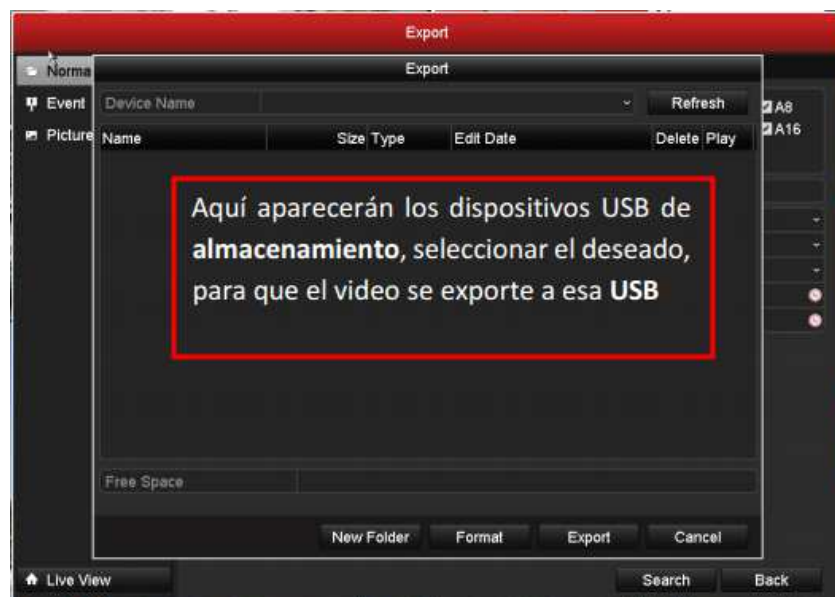 Export
Normal
Export
Event
Device Name
Refresh
A8
Picture
Name Size Type Edit Date Delete Play
A16
Aquí aparecerán los dispositivos USB de
almacenamiento, seleccionar el deseado,
para que el video se exporte a esa USB
Free Space
New Folder Format Export Cancel
Live View Search Back